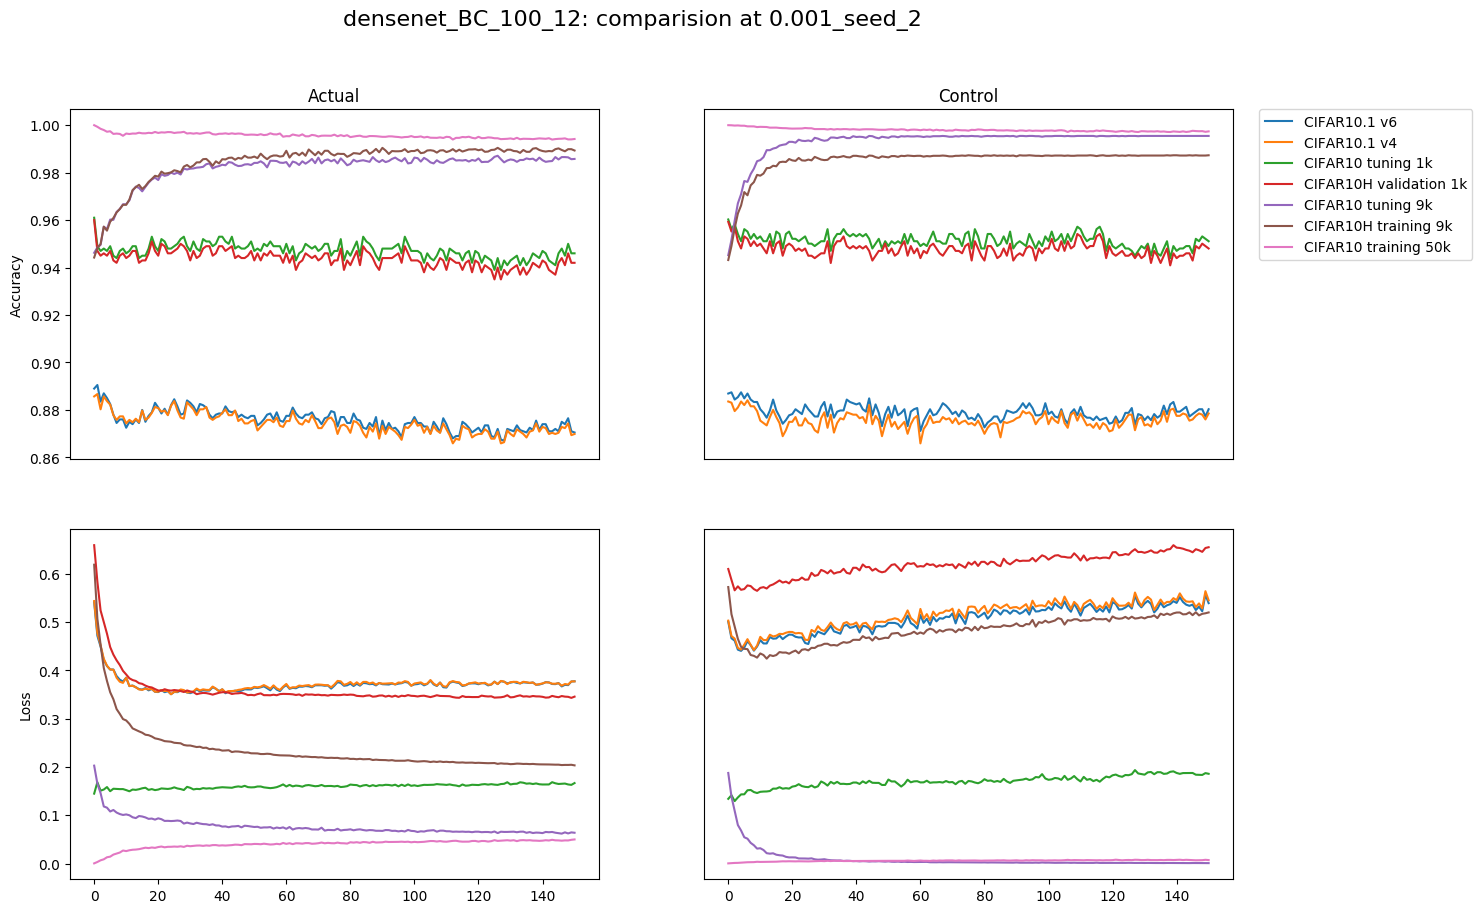 densenet_BC_100_12: comparision at 0.001_seed_2
Actual
Control
Accuracy
1.00
0.98
0.96
0.94
0.92
0.90
0.88
0.86
CIFAR10.1 v6
CIFAR10.1 v4
CIFAR10 tuning 1k
CIFAR10H validation 1k
CIFAR10 tuning 9k
CIFAR10H training 9k
CIFAR10 training 50k
Loss
0.6
0.5
0.4
0.3
0.2
0.1
0.0
0 20 40 60 80 100 120 140
0 20 40 60 80 100 120 140